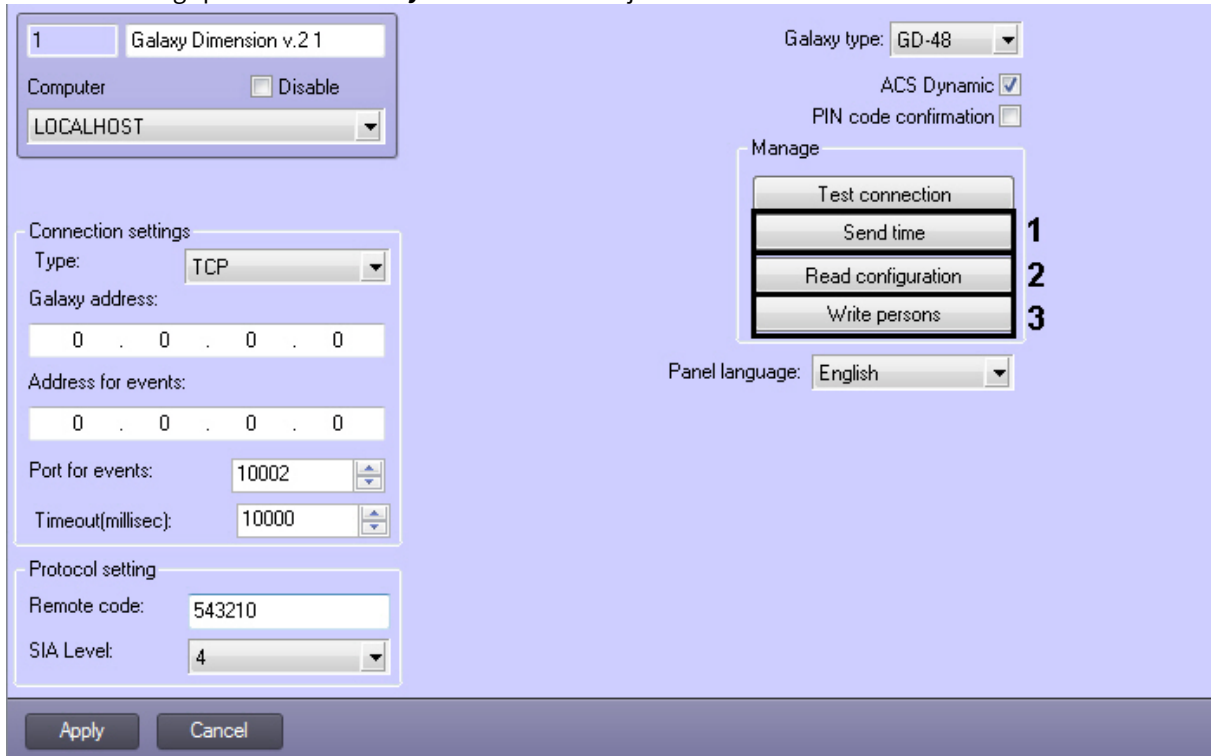 1 Galaxy Dimension v.2 1
Computer Disable
LOCALHOST
Connection settings
Type: TCP
Galaxy address:
0 . 0 . 0 . 0
Address for events:
0 . 0 . 0 . 0
Port for events: 10002
Timeout(millisec): 10000
Protocol setting
Remote code: 543210
SIA Level: 4
Galaxy type: GD-48
ACS Dynamic
PIN code confirmation
Manage
Test connection
Send time 1
Read configuration 2
Write persons 3
Panel language: English
Apply Cancel